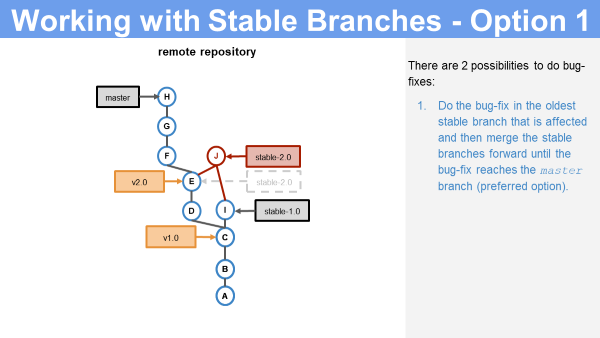 Working with Stable Branches - Option 1
remote repository
There are 2 possibilities to do bug-
fixes:
1. Do the bug-fix in the oldest
stable branch that is affected
and then merge the stable
branches forward until the
bug-fix reaches the master
branch (preferred option).
master
H
G
F
J
stable-2.0
v2.0
E
stable-2.0
D
I
stable-1.0
v1.0
C
B
A